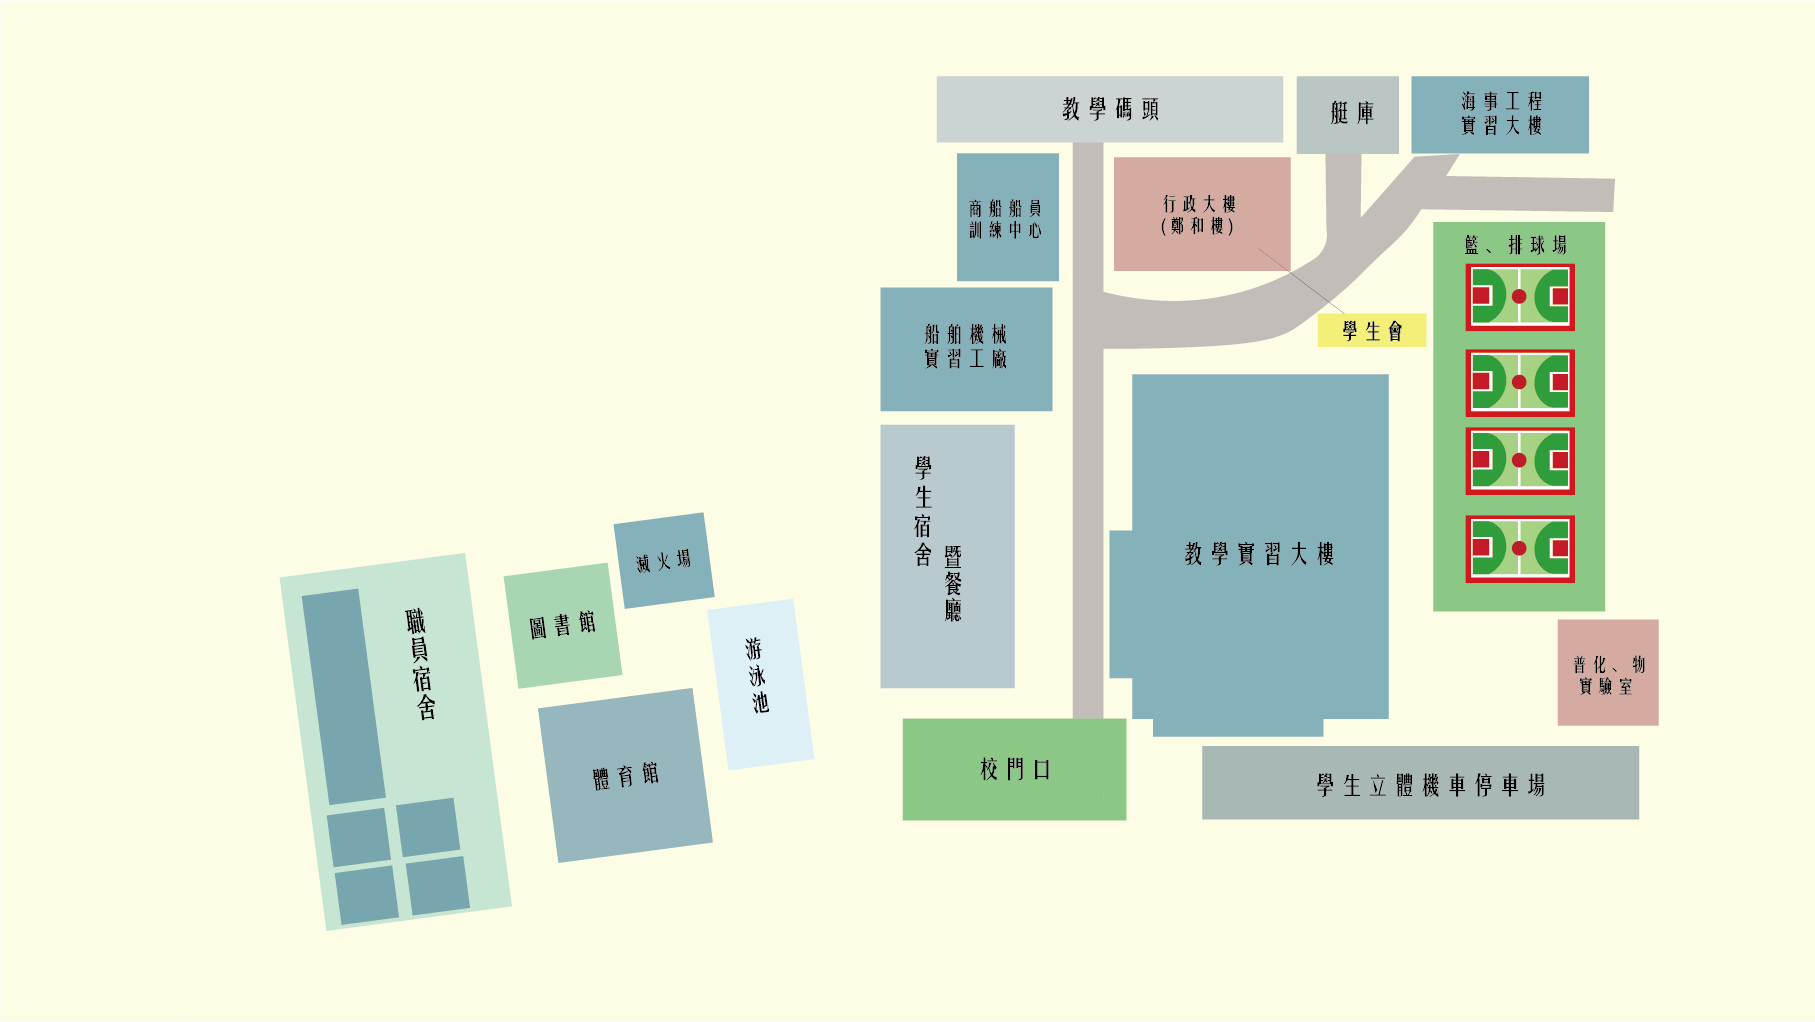 教學碼頭
艇庫
海事工程
實習大樓
商船船員
訓練中心
行政大樓
(鄭和樓)
籃、排球場
學生會
船舶機械
實習工廠
學生宿舍
暨餐廳
教學實習大樓
滅火場
圖書館
職員宿舍
游泳池
體育館
普化、物
實驗室
校門口
學生立體機車停車場